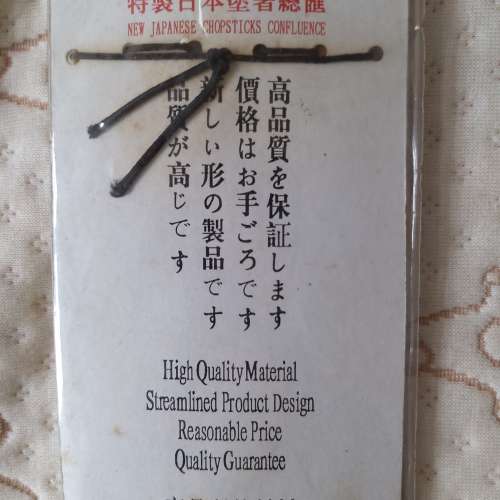 特製日本塗箸總匯
NEW JAPANESE CHOPSTICKS CONFLUENCE
高品質を保証します
價格はお手ごろです
新しい形の製品です
品質が高じです
High Quality Material
Streamlined Product Design
Reasonable Price
Quality Guarantee